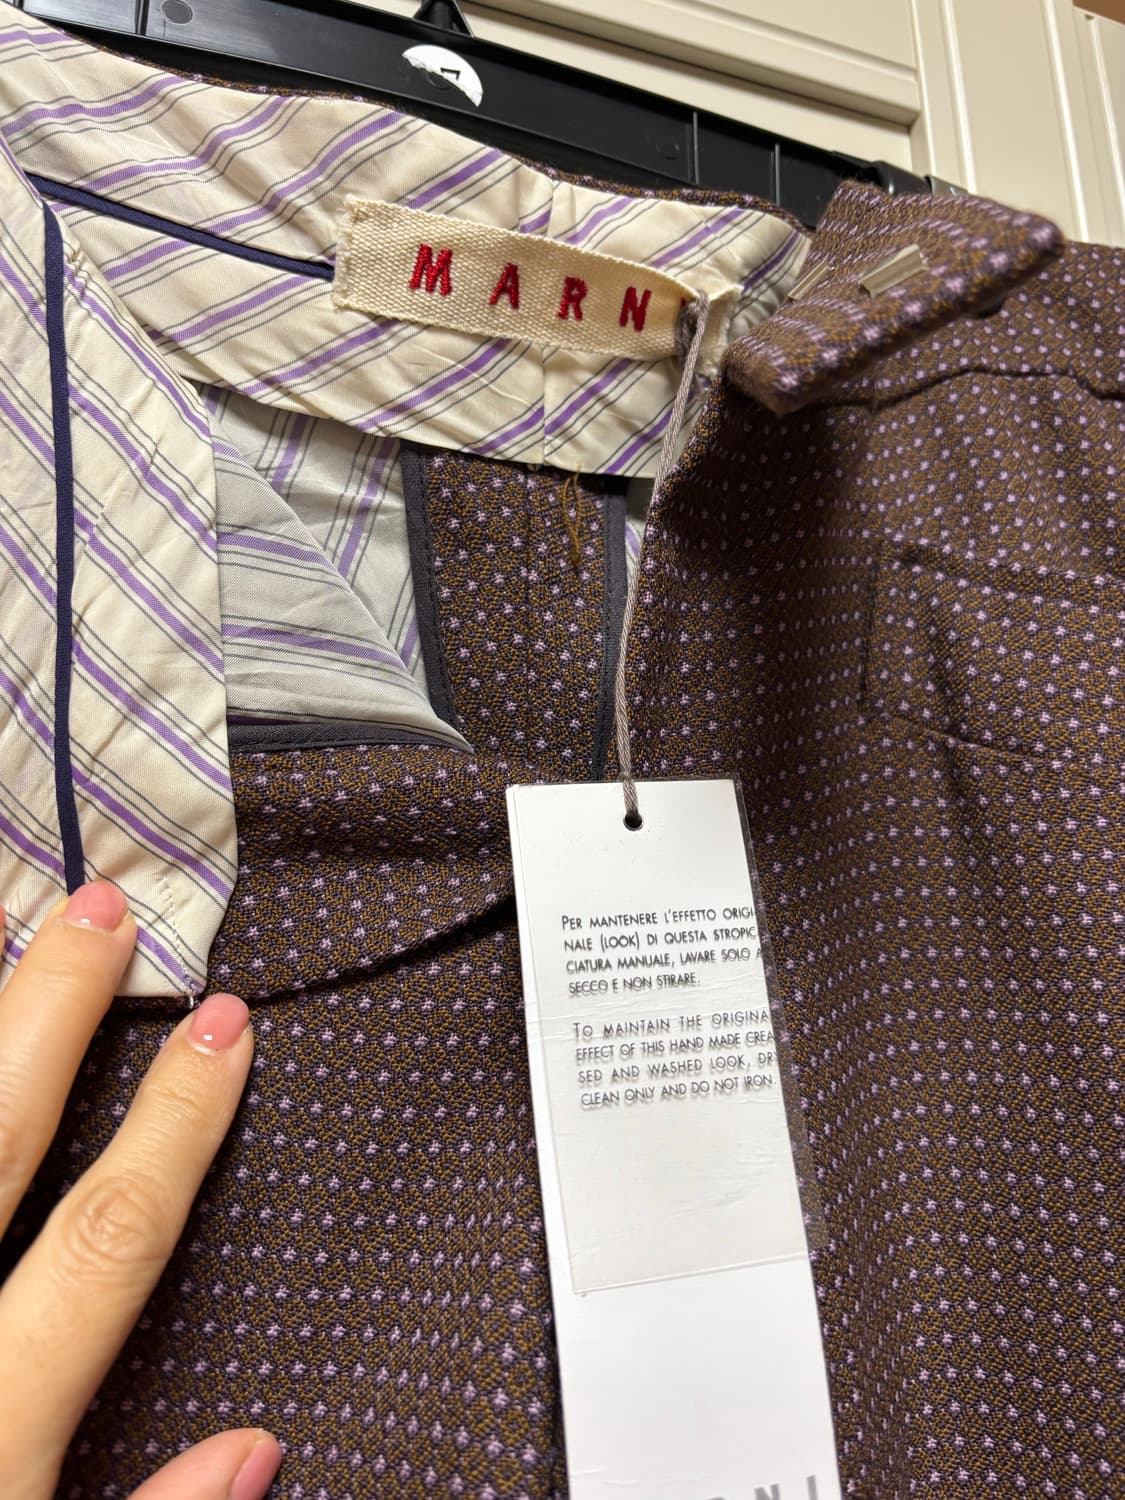 MARN
PER MANTENERE L'EFFETTO ORIGI-
NALE (LOOK) DI QUESTA STROPIC
CIATURA MANUALE, LAVARE SOLO A
SECCO E NON STIRARE.
TO MAINTAIN THE ORIGINA
EFFECT OF THIS HAND MADE CREA
SED AND WASHED LOOK, DRY
CLEAN ONLY AND DO NOT IRON.